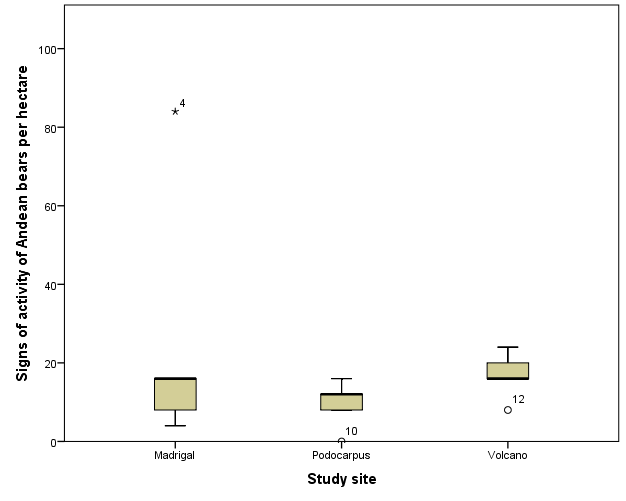 Signs of activity of Andean bears per hectare
100
80
60
40
20
0
4
10
12
Madrigal
Podocarpus
Volcano
Study site